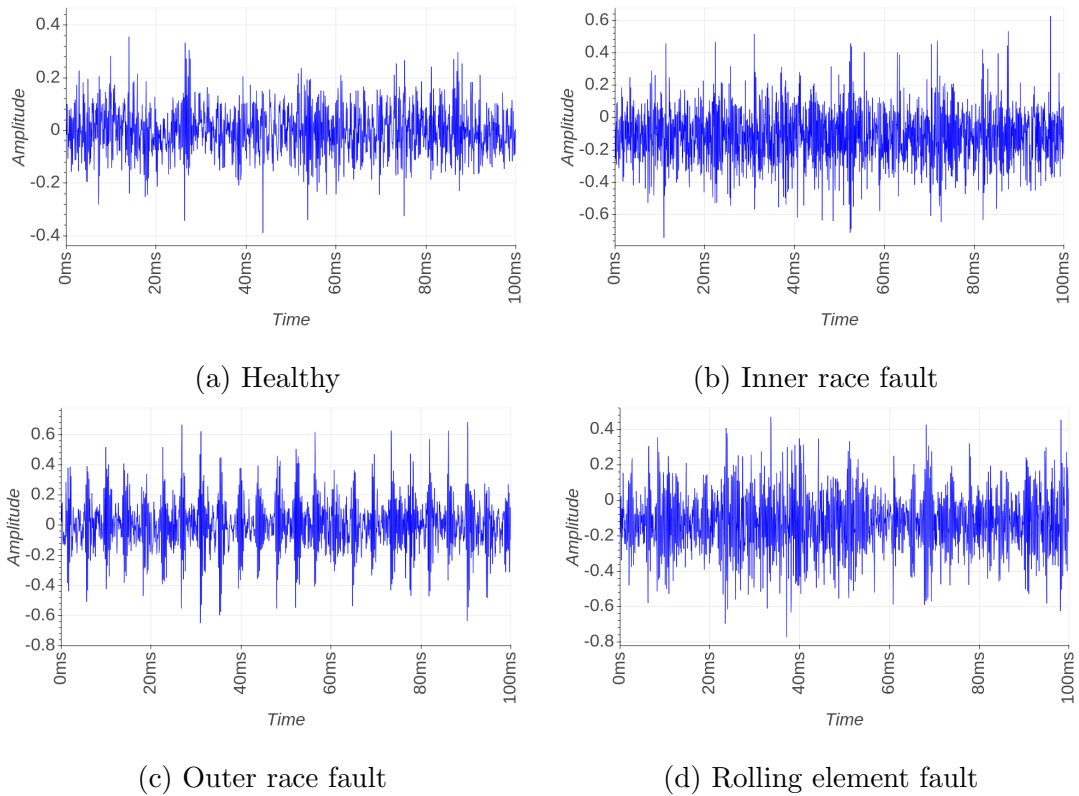 0.4
0.2
0
-0.2
-0.4
Amplitude
0ms
20ms
40ms
60ms
80ms
100ms
Time
(a) Healthy
0.6
0.4
0.2
0
-0.2
-0.4
-0.6
Amplitude
0ms
20ms
40ms
60ms
80ms
100ms
Time
(b) Inner race fault
0.6
0.4
0.2
0
-0.2
-0.4
-0.6
-0.8
Amplitude
0ms
20ms
40ms
60ms
80ms
100ms
Time
(c) Outer race fault
0.4
0.2
0
-0.2
-0.4
-0.6
-0.8
Amplitude
0ms
20ms
40ms
60ms
80ms
100ms
Time
(d) Rolling element fault